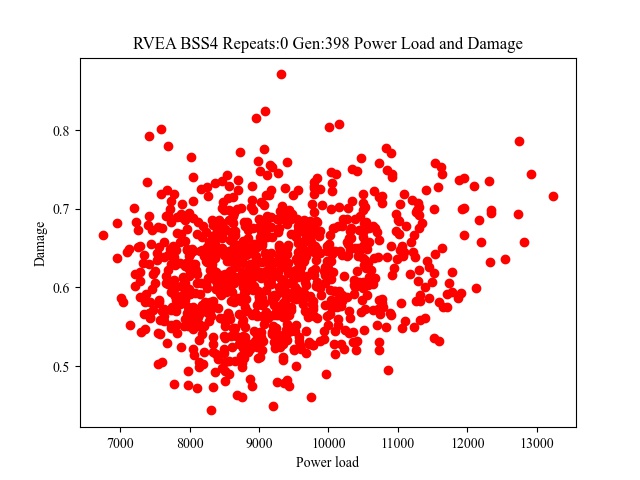 RVEA BSS4 Repeats:0 Gen:398 Power Load and Damage
0.8
0.7
0.6
0.5
Damage
7000 8000 9000 10000 11000 12000 13000
Power load